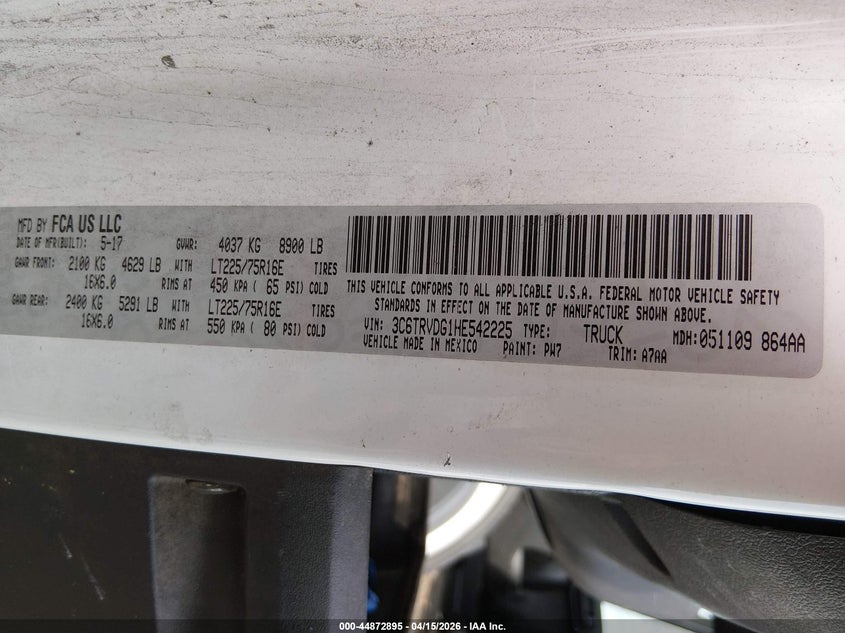 MFD BY FCA US LLC
DATE OF MFR(BUILT): 5-17 GVWR: 4037 KG 8900 LB
GAWR FRONT: 2100 KG 4629 LB WITH LT225/75R16E TIRES
16X6.0 RIMS AT 450 KPA ( 65 PSI) COLD
GAWR REAR: 2400 KG 5291 LB WITH LT225/75R16E TIRES
16X6.0 RIMS AT 550 KPA ( 80 PSI) COLD
THIS VEHICLE CONFORMS TO ALL APPLICABLE U.S.A. FEDERAL MOTOR VEHICLE SAFETY
STANDARDS IN EFFECT ON THE DATE OF MANUFACTURE SHOWN ABOVE.
VIN: 3C6TRVDG1HE542225 TYPE: TRUCK MDH:051109 864AA
VEHICLE MADE IN MEXICO PAINT: PW7 TRIM: A7AA
000-44872895 - 04/15/2026 - IAA Inc.